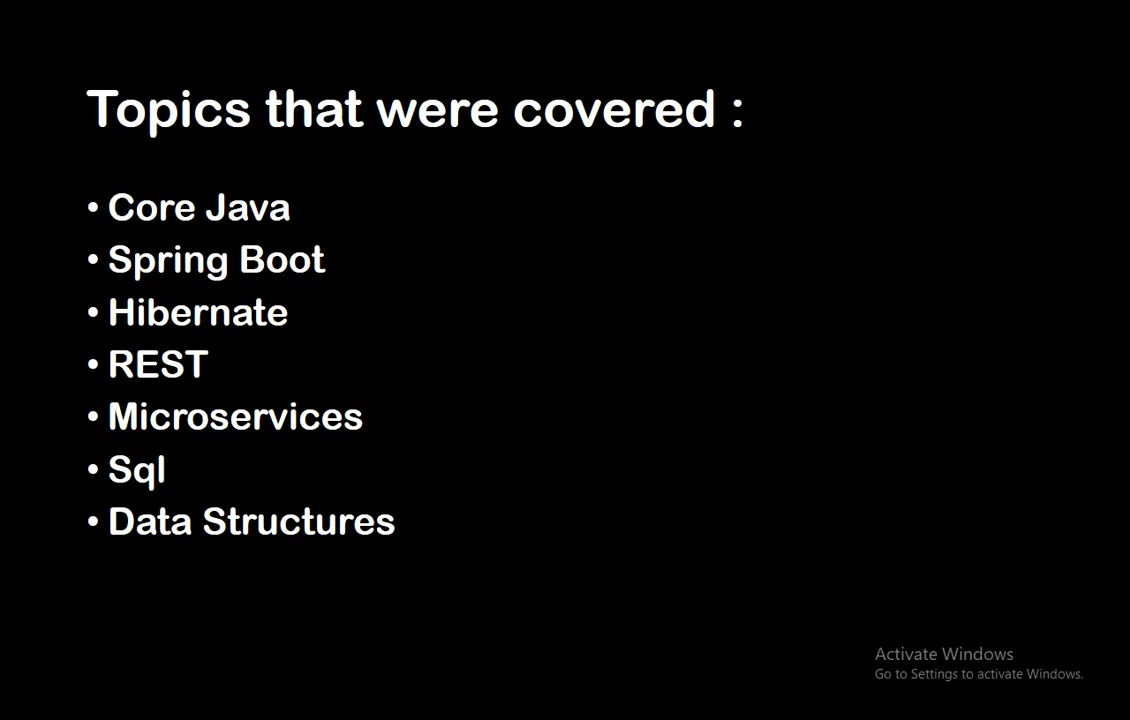 Topics that were covered :
• Core Java
• Spring Boot
• Hibernate
• REST
• Microservices
• Sql
• Data Structures
Activate Windows
Go to Settings to activate Windows.